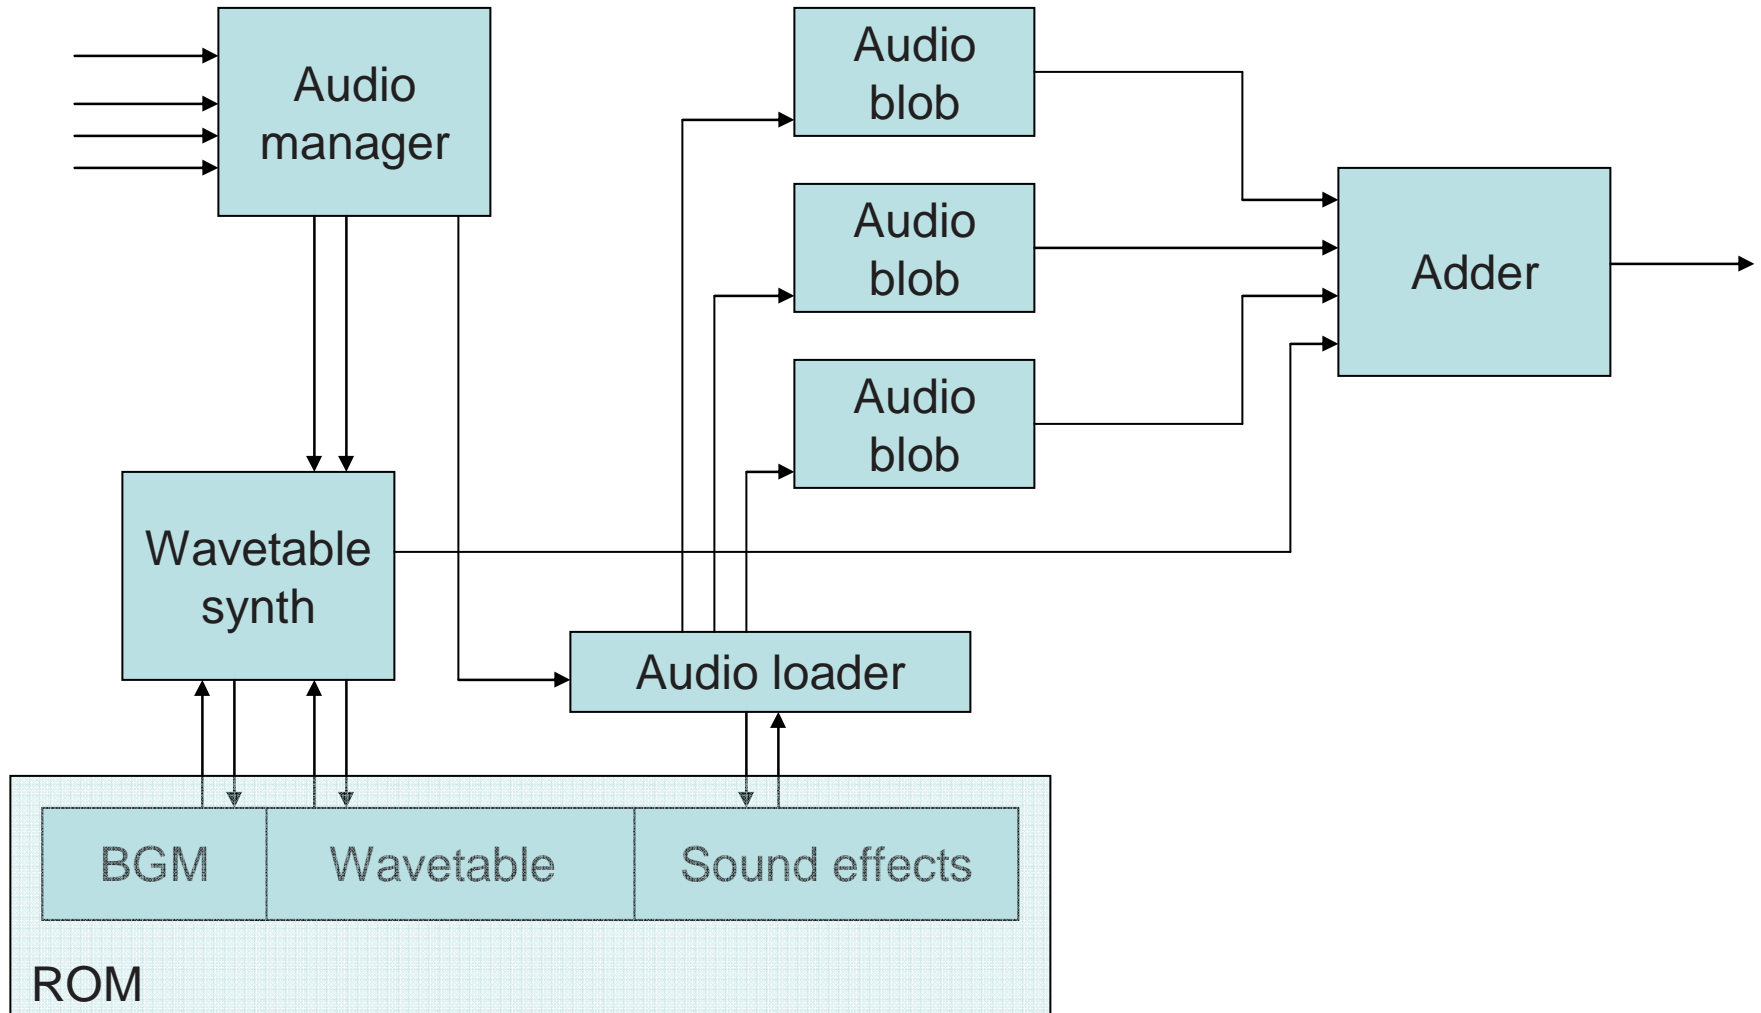 Audio
manager
Audio
blob
Audio
blob
Audio
blob
Adder
Wavetable
synth
Audio loader
BGM
Wavetable
Sound effects
ROM